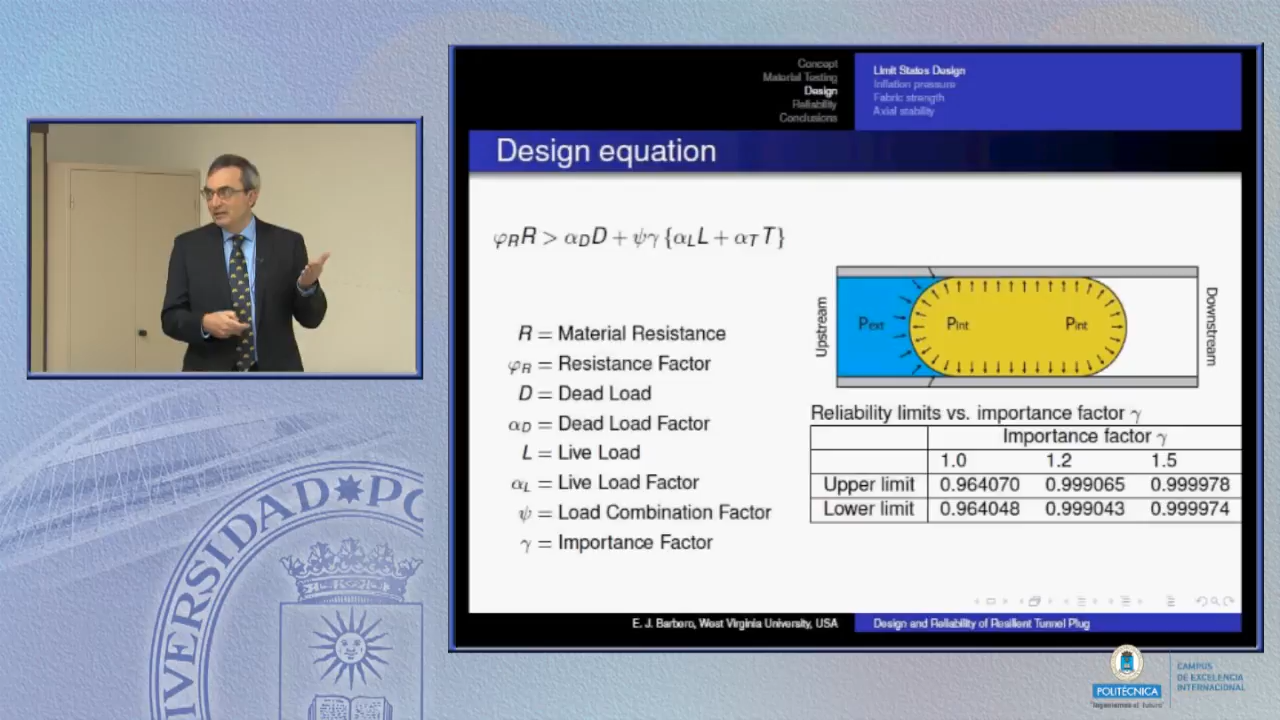 Concept
Material Testing
Design
Reliability
Conclusions
Limit States Design
Inflation pressure
Fabric strength
Axial stability
Design equation
φRR > αDD + ψγ {αLL + αTT}
R = Material Resistance
φR = Resistance Factor
D = Dead Load
αD = Dead Load Factor
L = Live Load
αL = Live Load Factor
ψ = Load Combination Factor
γ = Importance Factor
Upstream
Pext
Pint
Pint
Downstream
Reliability limits vs. importance factor γ
Importance factor γ
1.0 1.2 1.5
Upper limit 0.964070 0.999065 0.999978
Lower limit 0.964048 0.999043 0.999974
E. J. Barbero, West Virginia University, USA
Design and Reliability of Resilient Tunnel Plug
VERSIDAD PO
POLITÉCNICA
"Ingeniamos el futuro"
CAMPUS
DE EXCELENCIA
INTERNACIONAL